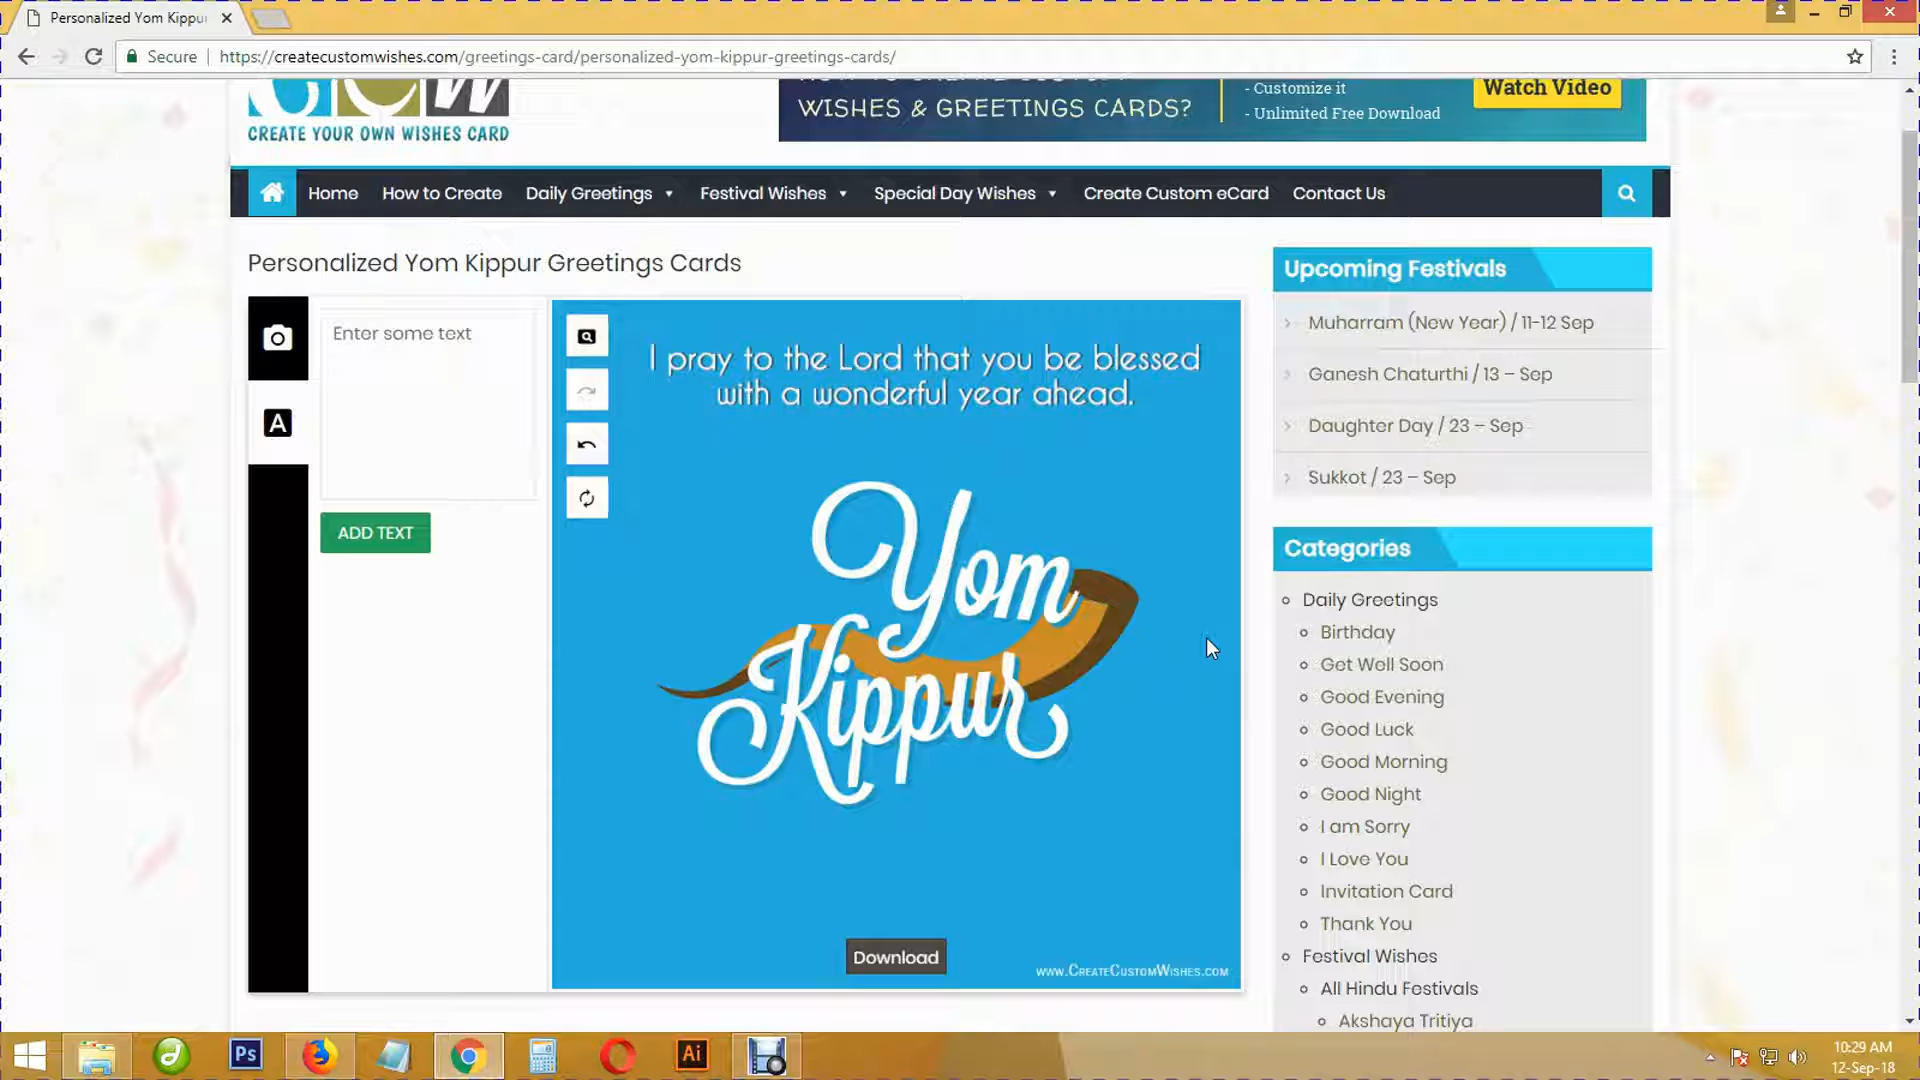 Personalized Yom Kippu
Secure
https://createcustomwishes.com/greetings-card/personalized-yom-kippur-greetings-cards/
CREATE YOUR OWN WISHES CARD
WISHES & GREETINGS CARDS?
- Customize it
- Unlimited Free Download
Watch Video
Home
How to Create
Daily Greetings
Festival Wishes
Special Day Wishes
Create Custom eCard
Contact Us
Personalized Yom Kippur Greetings Cards
Enter some text
A
ADD TEXT
I pray to the Lord that you be blessed
with a wonderful year ahead.
Yom
Kippur
Download
www.CreateCustomWishes.com
Upcoming Festivals
Muharram (New Year) / 11-12 Sep
Ganesh Chaturthi / 13 – Sep
Daughter Day / 23 – Sep
Sukkot / 23 – Sep
Categories
Daily Greetings
Birthday
Get Well Soon
Good Evening
Good Luck
Good Morning
Good Night
I am Sorry
I Love You
Invitation Card
Thank You
Festival Wishes
All Hindu Festivals
Akshaya Tritiya
Ps
Ai
10:29 AM
12-Sep-18